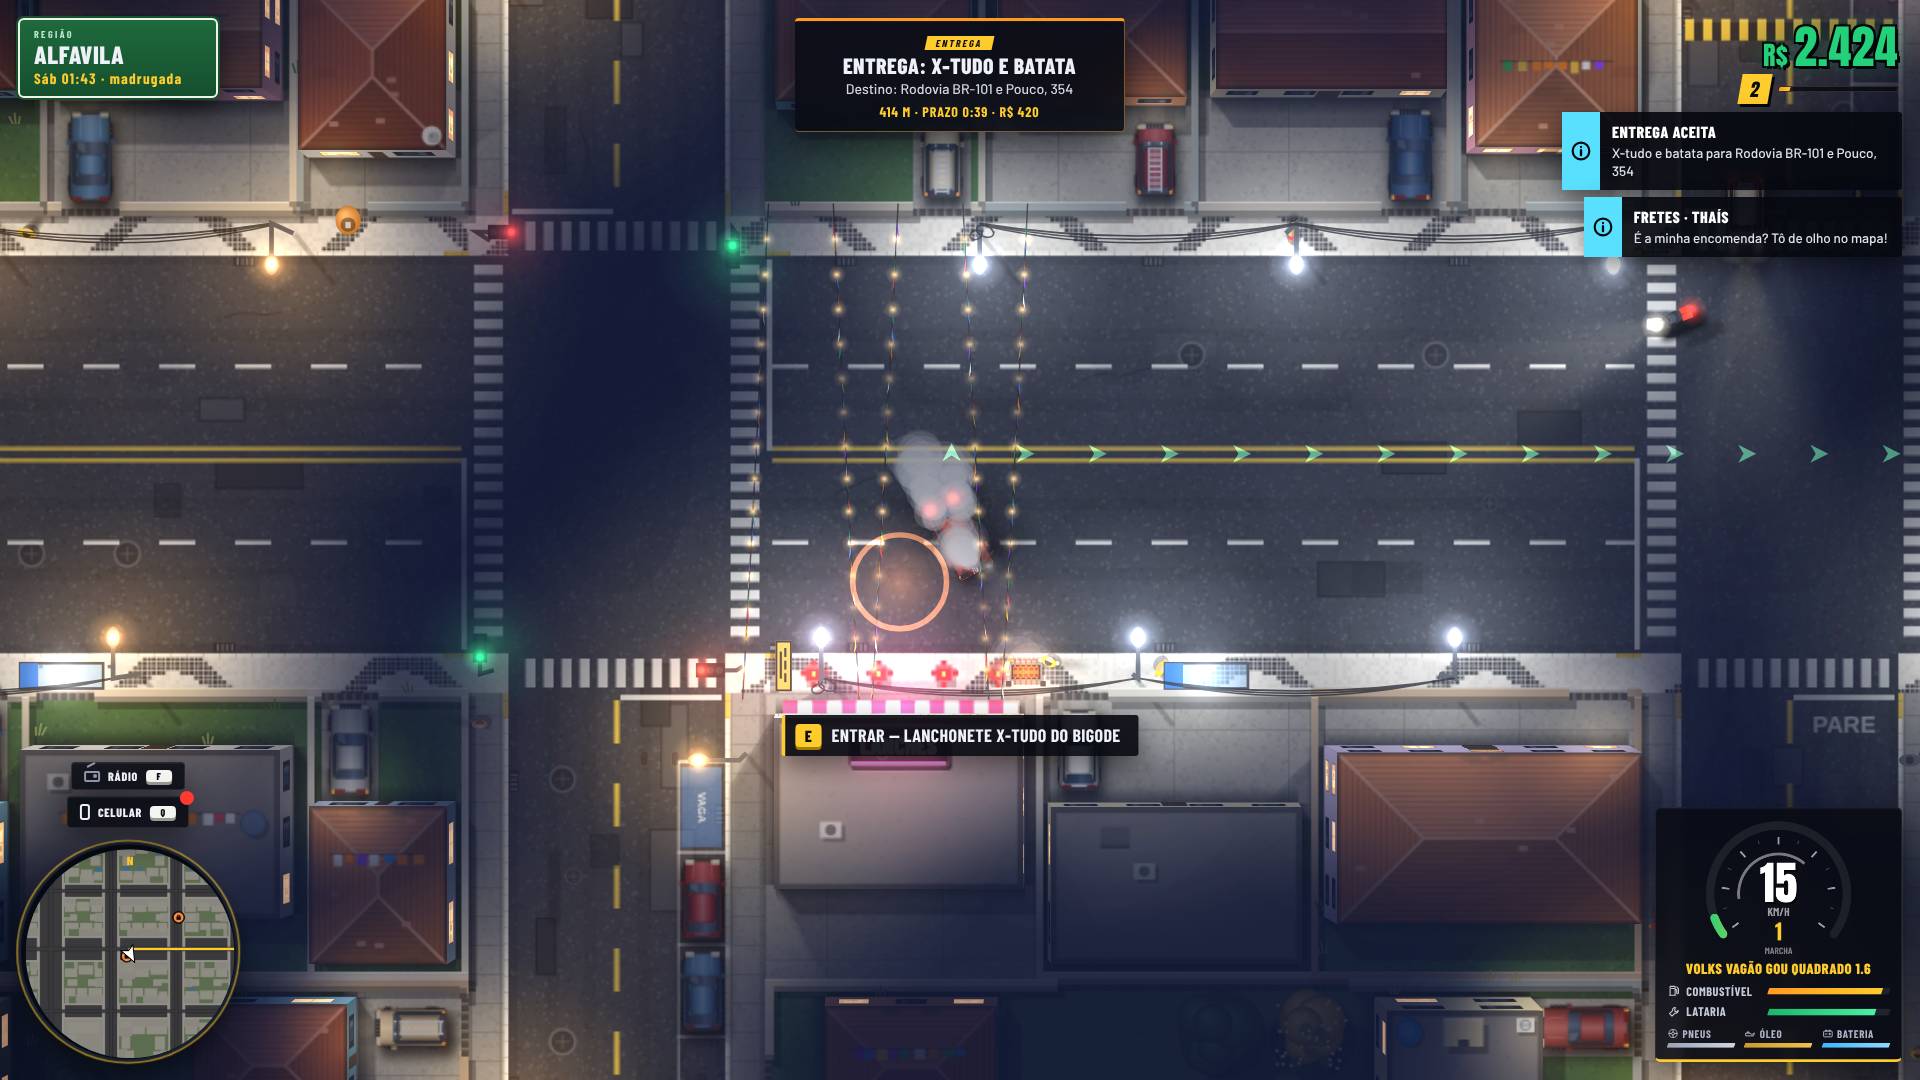 REGIÃO
ALFAVILA
Sáb 01:43 · madrugada
ENTREGA
ENTREGA: X-TUDO E BATATA
Destino: Rodovia BR-101 e Pouco, 354
414 M · PRAZO 0:39 · R$ 420
R$ 2.424
2
ENTREGA ACEITA
X-tudo e batata para Rodovia BR-101 e Pouco,
354
FRETES · THAÍS
É a minha encomenda? Tô de olho no mapa!
E ENTRAR — LANCHONETE X-TUDO DO BIGODE
PARE
VAGA
RÁDIO F
CELULAR Q
N
15
KM/H
1
MARCHA
VOLKS VAGÃO GOU QUADRADO 1.6
COMBUSTÍVEL
LATARIA
PNEUS ÓLEO BATERIA